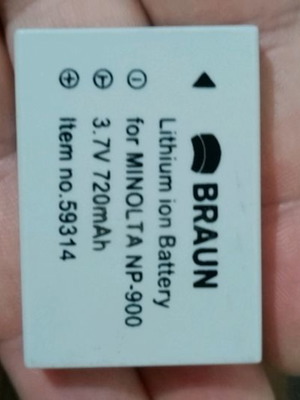 BRAUN
Lithium ion Battery
for MINOLTA NP-900
3.7V 720mAh
Item no.59314